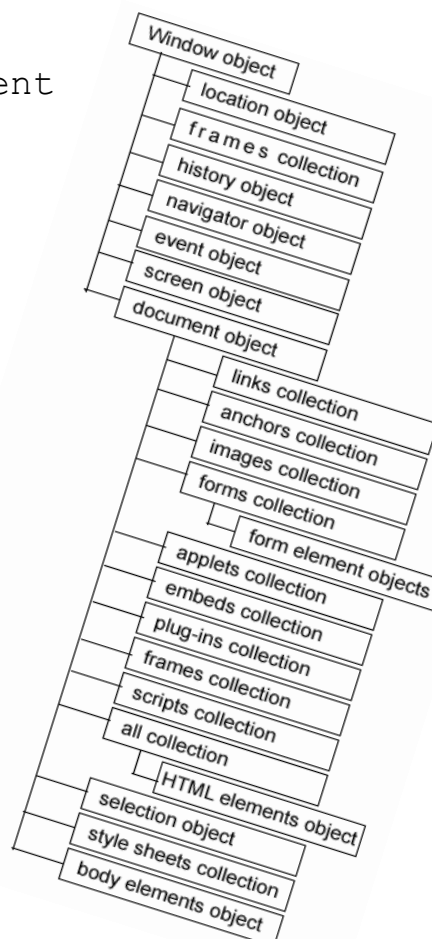 ent
Window object
location object
frames collection
history object
navigator object
event object
screen object
document object
links collection
anchors collection
images collection
forms collection
form element objects
applets collection
embeds collection
plug-ins collection
frames collection
scripts collection
all collection
HTML elements object
selection object
style sheets collection
body elements object